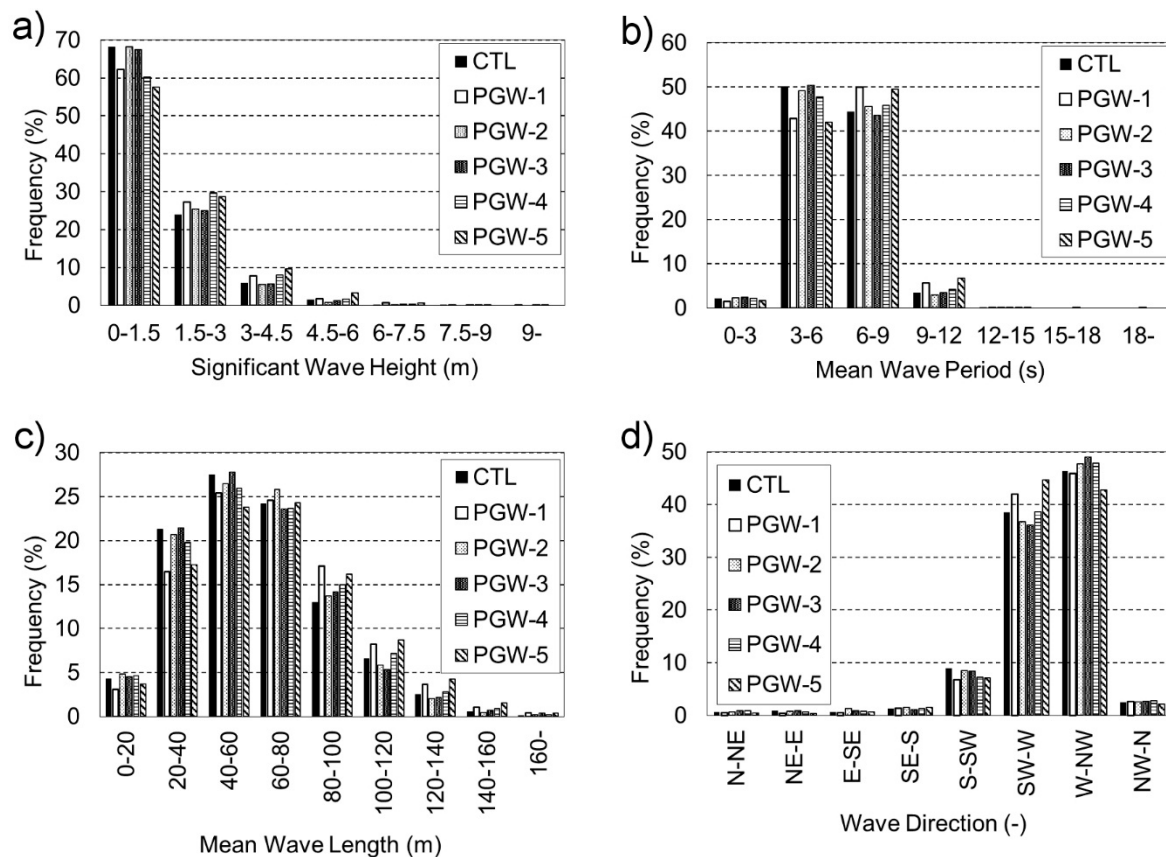 a)
70
60
50
40
30
20
10
0
Frequency (%)
CTL
PGW-1
PGW-2
PGW-3
PGW-4
PGW-5
0-1.5 1.5-3 3-4.5 4.5-6 6-7.5 7.5-9 9-
Significant Wave Height (m)
b)
60
50
40
30
20
10
0
Frequency (%)
CTL
PGW-1
PGW-2
PGW-3
PGW-4
PGW-5
0-3 3-6 6-9 9-12 12-15 15-18 18-
Mean Wave Period (s)
c)
30
25
20
15
10
5
0
Frequency (%)
CTL
PGW-1
PGW-2
PGW-3
PGW-4
PGW-5
0-20 20-40 40-60 60-80 80-100 100-120 120-140 140-160 160-
Mean Wave Length (m)
d)
50
40
30
20
10
0
Frequency (%)
CTL
PGW-1
PGW-2
PGW-3
PGW-4
PGW-5
N-NE NE-E E-SE SE-S S-SW SW-W W-NW NW-N
Wave Direction (-)